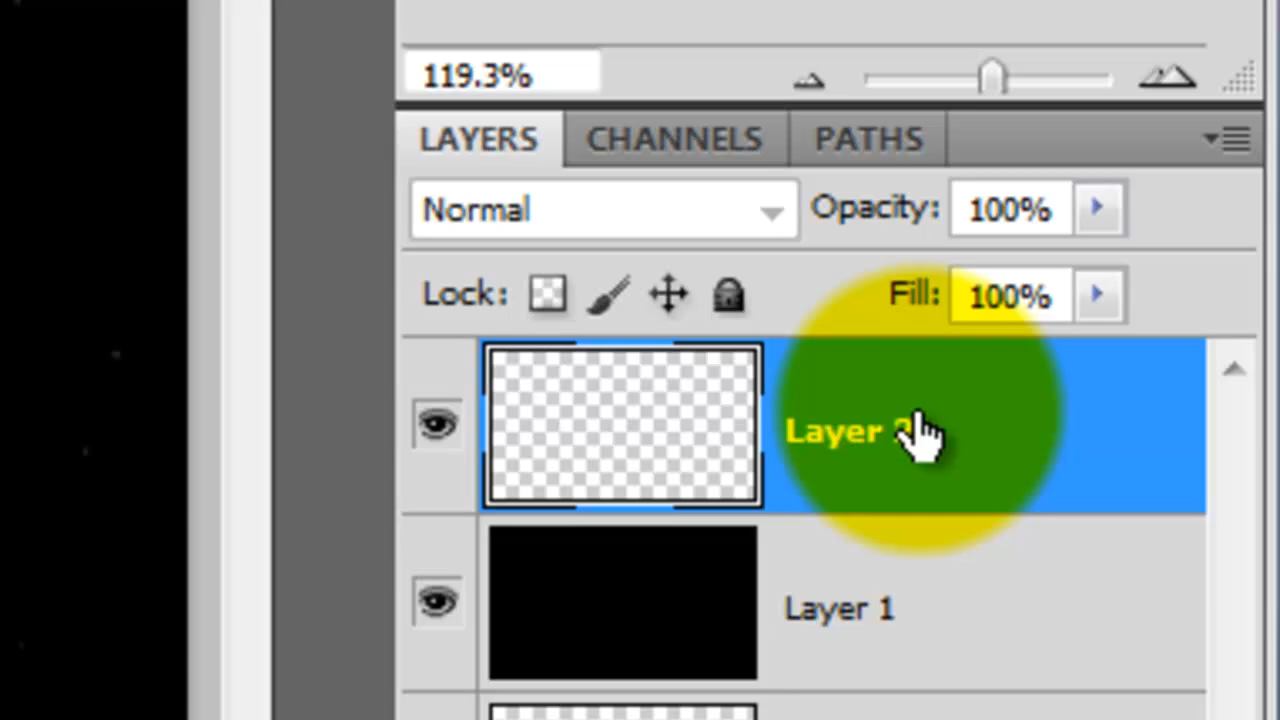 119.3%
LAYERS CHANNELS PATHS
Normal Opacity: 100%
Lock: Fill: 100%
Layer
Layer 1